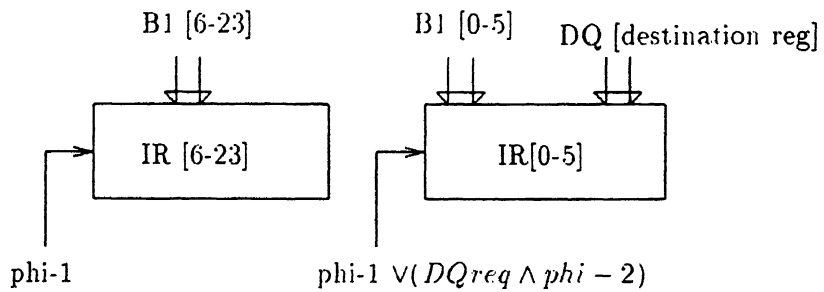 B1 [6-23] B1 [0-5] DQ [destination reg]
IR [6-23] IR[0-5]
phi-1 phi-1 ∨(DQreq ∧ phi − 2)